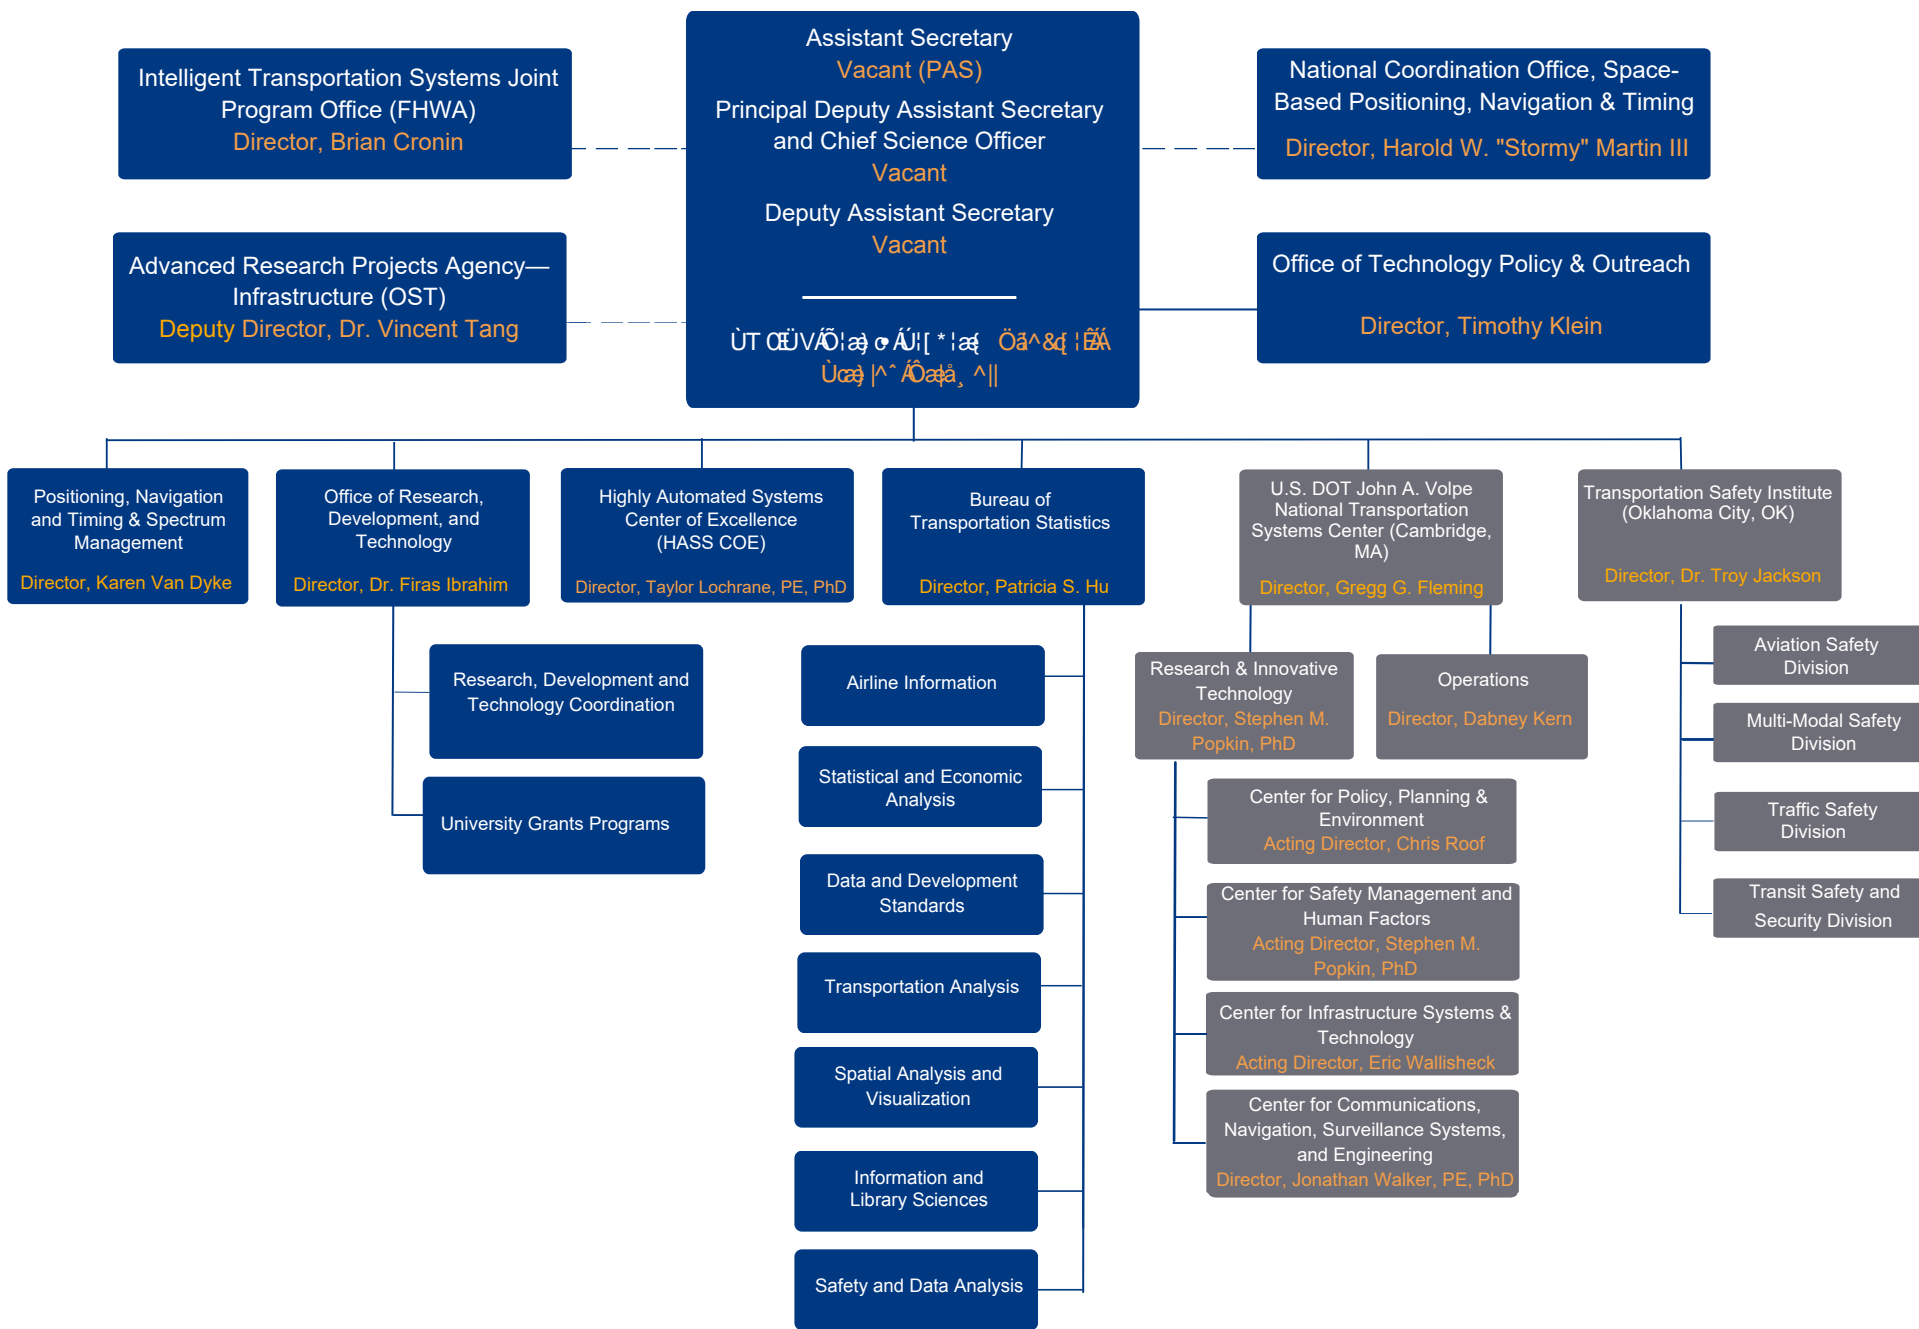 Assistant Secretary
Vacant (PAS)
Principal Deputy Assistant Secretary
and Chief Science Officer
Vacant
Deputy Assistant Secretary
Vacant
Intelligent Transportation Systems Joint
Program Office (FHWA)
Director, Brian Cronin
National Coordination Office, Space-
Based Positioning, Navigation & Timing
Director, Harold W. "Stormy" Martin III
Advanced Research Projects Agency—
Infrastructure (OST)
Deputy Director, Dr. Vincent Tang
Office of Technology Policy & Outreach
Director, Timothy Klein
Positioning, Navigation
and Timing & Spectrum
Management
Director, Karen Van Dyke
Office of Research,
Development, and
Technology
Director, Dr. Firas Ibrahim
Highly Automated Systems
Center of Excellence
(HASS COE)
Director, Taylor Lochrane, PE, PhD
Bureau of
Transportation Statistics
Director, Patricia S. Hu
U.S. DOT John A. Volpe
National Transportation
Systems Center (Cambridge,
MA)
Director, Gregg G. Fleming
Transportation Safety Institute
(Oklahoma City, OK)
Director, Dr. Troy Jackson
Research, Development and
Technology Coordination
University Grants Programs
Airline Information
Statistical and Economic
Analysis
Data and Development
Standards
Transportation Analysis
Spatial Analysis and
Visualization
Information and
Library Sciences
Safety and Data Analysis
Research & Innovative
Technology
Director, Stephen M.
Popkin, PhD
Operations
Director, Dabney Kern
Center for Policy, Planning &
Environment
Acting Director, Chris Roof
Center for Safety Management and
Human Factors
Acting Director, Stephen M.
Popkin, PhD
Center for Infrastructure Systems &
Technology
Acting Director, Eric Wallisheck
Center for Communications,
Navigation, Surveillance Systems,
and Engineering
Director, Jonathan Walker, PE, PhD
Aviation Safety
Division
Multi-Modal Safety
Division
Traffic Safety
Division
Transit Safety and
Security Division